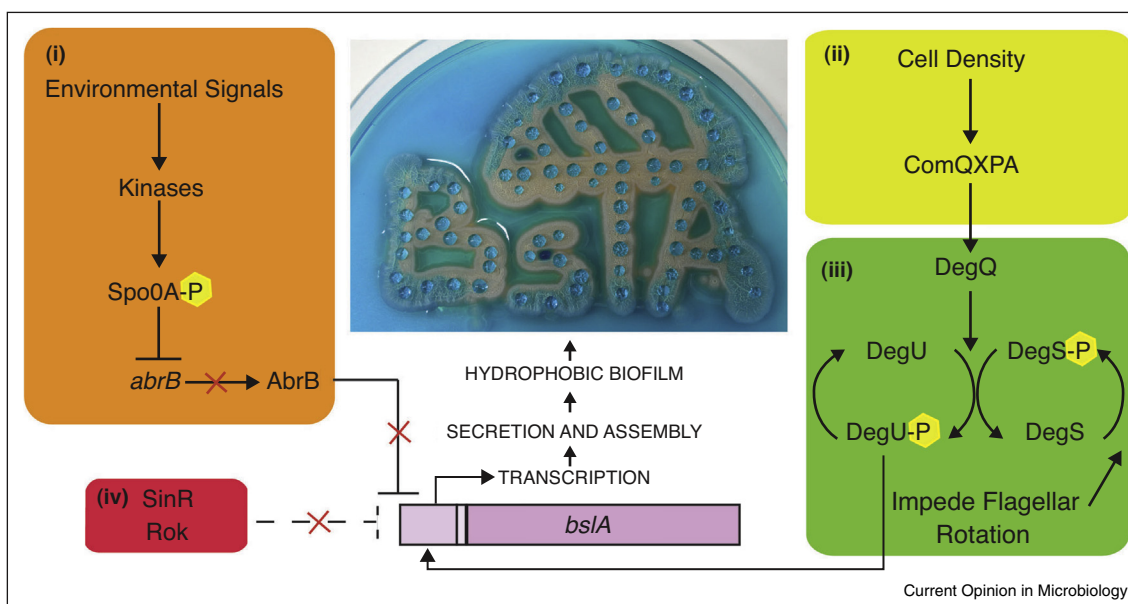 (i)
Environmental Signals
Kinases
Spo0A-P
abrB
AbrB
BslA
(ii)
Cell Density
ComQXPA
(iii)
DegQ
DegU
DegS-P
DegU-P
DegS
Impede Flagellar
Rotation
HYDROPHOBIC BIOFILM
SECRETION AND ASSEMBLY
TRANSCRIPTION
(iv) SinR
Rok
bslA
Current Opinion in Microbiology